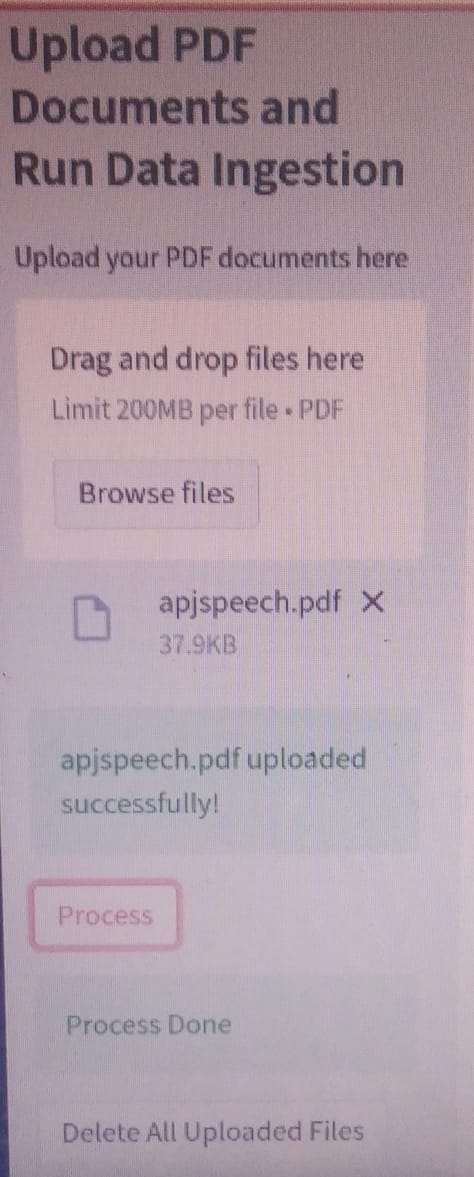 Upload PDF
Documents and
Run Data Ingestion
Upload your PDF documents here
Drag and drop files here
Limit 200MB per file • PDF
Browse files
apjspeech.pdf ×
37.9KB
apjspeech.pdf uploaded
successfully!
Process
Process Done
Delete All Uploaded Files